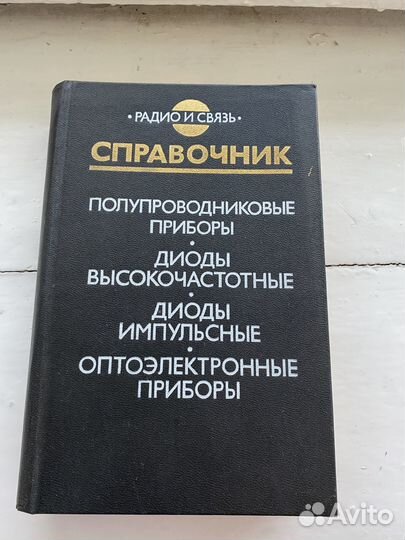 • РАДИО И СВЯЗЬ •
СПРАВОЧНИК
ПОЛУПРОВОДНИКОВЫЕ
ПРИБОРЫ
•
ДИОДЫ
ВЫСОКОЧАСТОТНЫЕ
•
ДИОДЫ
ИМПУЛЬСНЫЕ
•
ОПТОЭЛЕКТРОННЫЕ
ПРИБОРЫ
Avito